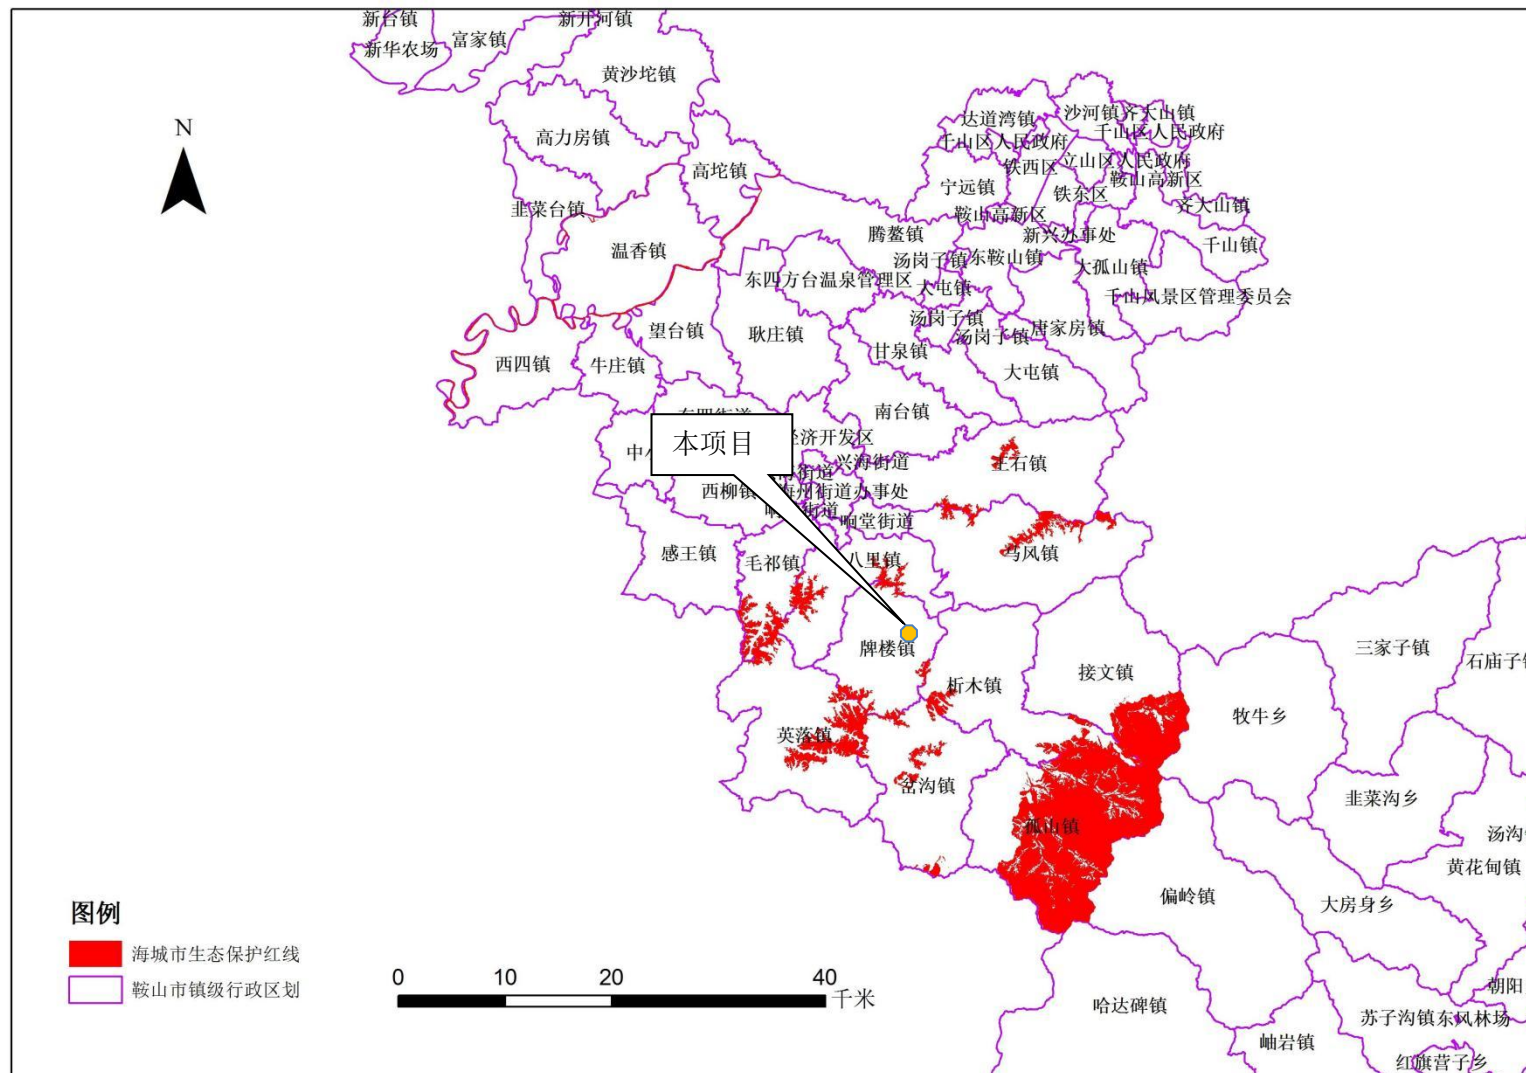 新台镇
新开河镇
新华农场
富家镇
黄沙坨镇
N
高力房镇
高坨镇
韭菜台镇
温香镇
达道湾镇
沙河镇
齐大山镇
千山区人民政府
千山区人民政府
铁西区
立山区人民政府
宁远镇
鞍山高新区
铁东区
齐大山镇
鞍山高新区
腾鳌镇
新兴办事处
千山镇
汤岗子镇
东鞍山镇
大孤山镇
东四方台温泉管理区
大屯镇
千山风景区管理委员会
汤岗子镇
望台镇
耿庄镇
汤岗子镇
唐家房镇
甘泉镇
西四镇
牛庄镇
大屯镇
南台镇
本项目
经济开发区
兴海街道
王石镇
西柳镇
海州街道办事处
响堂街道
感王镇
毛祁镇
八里镇
马风镇
牌楼镇
析木镇
接文镇
三家子镇
牧牛乡
英落镇
岔沟镇
韭菜沟乡
孤山镇
黄花甸镇
偏岭镇
大房身乡
哈达碑镇
苏子沟镇
东风林场
岫岩镇
红旗营子乡
图例
海城市生态保护红线
鞍山市镇级行政区划
0 10 20 40
千米